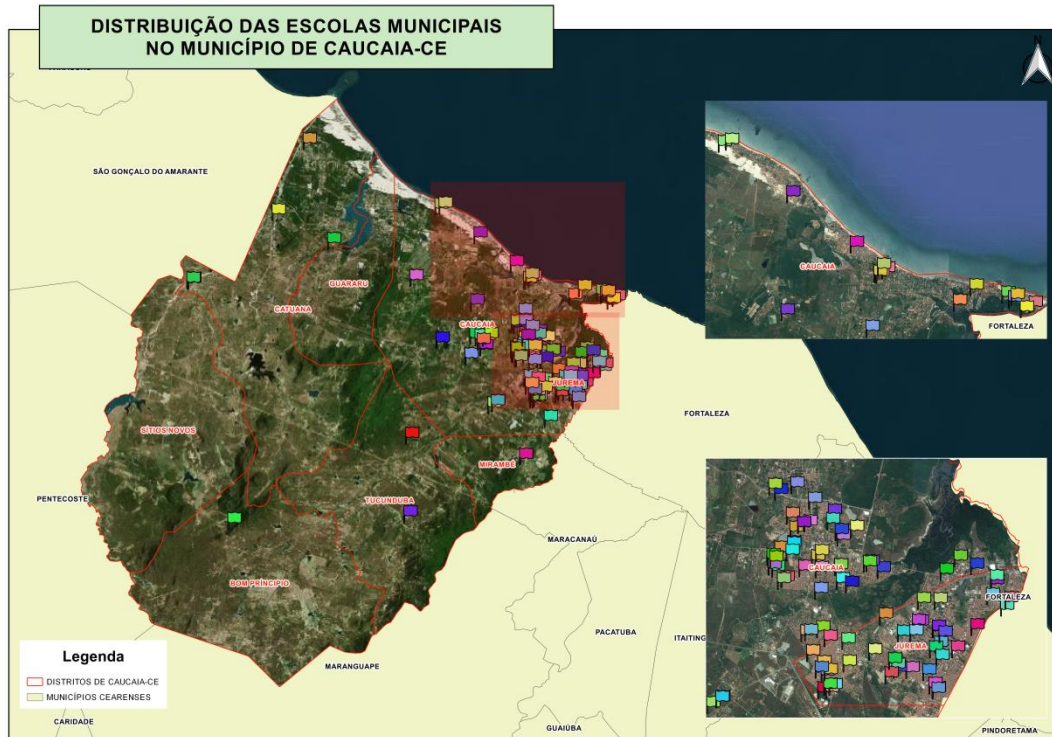 DISTRIBUIÇÃO DAS ESCOLAS MUNICIPAIS
NO MUNICÍPIO DE CAUCAIA-CE
N
SÃO GONÇALO DO AMARANTE
GUARARU
CATUANA
CAUCAIA
JUREMA
SÍTIOS NOVOS
MIRAMBÉ
TUCUNDUBA
BOM PRÍNCIPIO
PENTECOSTE
FORTALEZA
MARACANAÚ
PACATUBA
ITAITING
MARANGUAPE
CARIDADE
GUAIÚBA
PINDORETAMA
CAUCAIA
FORTALEZA
CAUCAIA
FORTALEZA
JUREMA
Legenda
DISTRITOS DE CAUCAIA-CE
MUNICÍPIOS CEARENSES